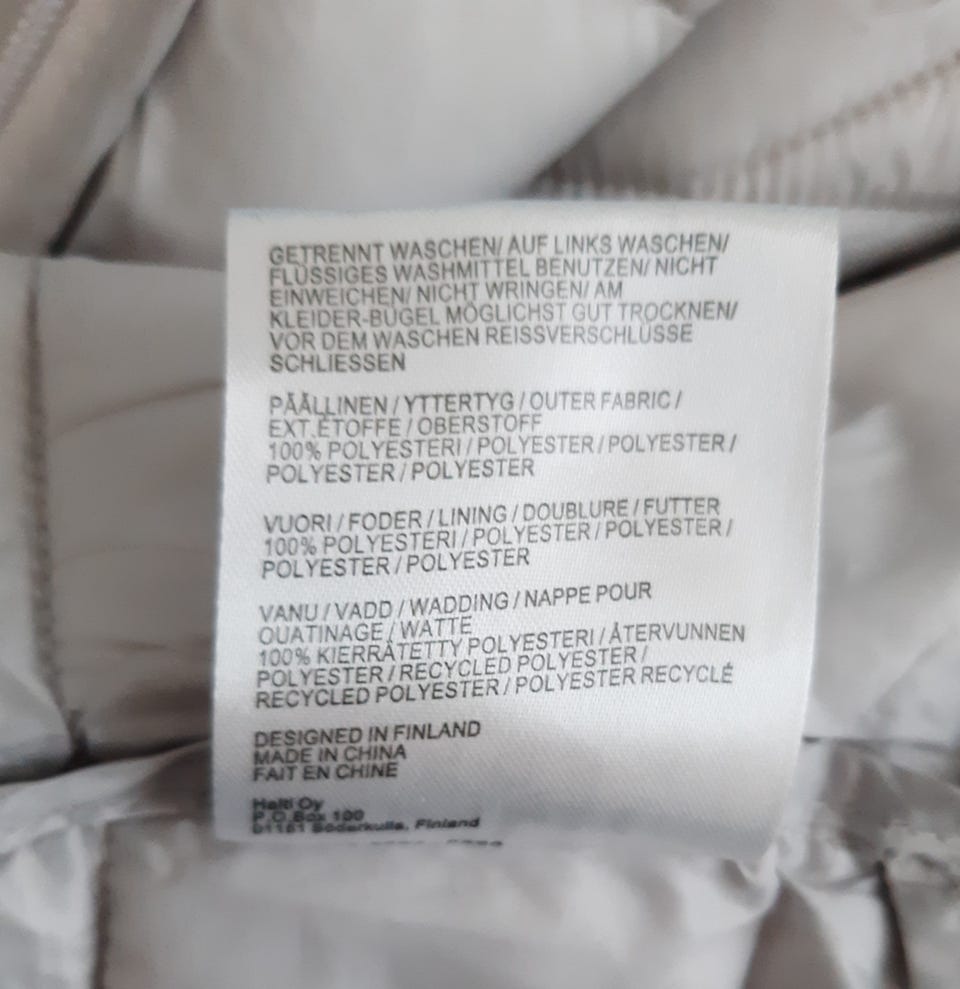 GETRENNT WASCHEN/ AUF LINKS WASCHEN/
FLÜSSIGES WASHMITTEL BENUTZEN/ NICHT
EINWEICHEN/ NICHT WRINGEN/ AM
KLEIDER-BÜGEL MÖGLICHST GUT TROCKNEN/
VOR DEM WASCHEN REISSVERSCHLÜSSE
SCHLIESSEN
PÄÄLLINEN / YTTERTYG / OUTER FABRIC /
EXT.ÉTOFFE / OBERSTOFF
100% POLYESTERI / POLYESTER / POLYESTER /
POLYESTER / POLYESTER
VUORI / FODER / LINING / DOUBLURE / FUTTER
100% POLYESTERI / POLYESTER / POLYESTER /
POLYESTER / POLYESTER
VANU / VADD / WADDING / NAPPE POUR
OUATINAGE / WATTE
100% KIERRÄTETTY POLYESTERI / ÅTERVUNNEN
POLYESTER / RECYCLED POLYESTER /
RECYCLED POLYESTER / POLYESTER RECYCLÉ
DESIGNED IN FINLAND
MADE IN CHINA
FAIT EN CHINE
Halti Oy
P.O.Box 100
01151 Söderkulla, Finland